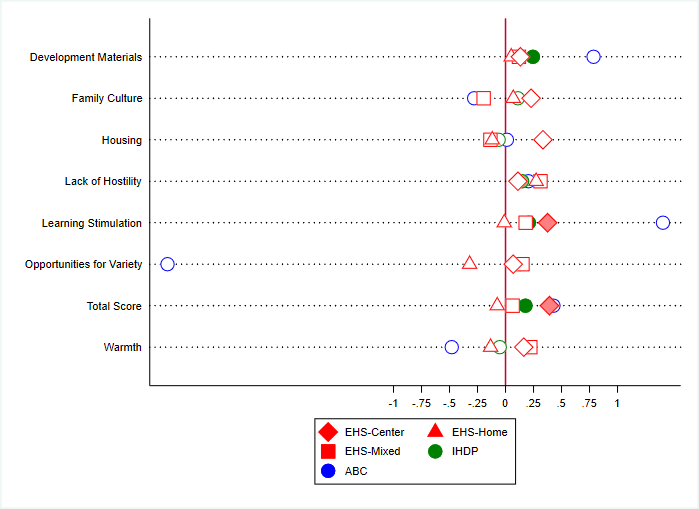 Development Materials
Family Culture
Housing
Lack of Hostility
Learning Stimulation
Opportunities for Variety
Total Score
Warmth
-1 -.75 -.5 -.25 0 .25 .5 .75 1
EHS-Center EHS-Home
EHS-Mixed IHDP
ABC